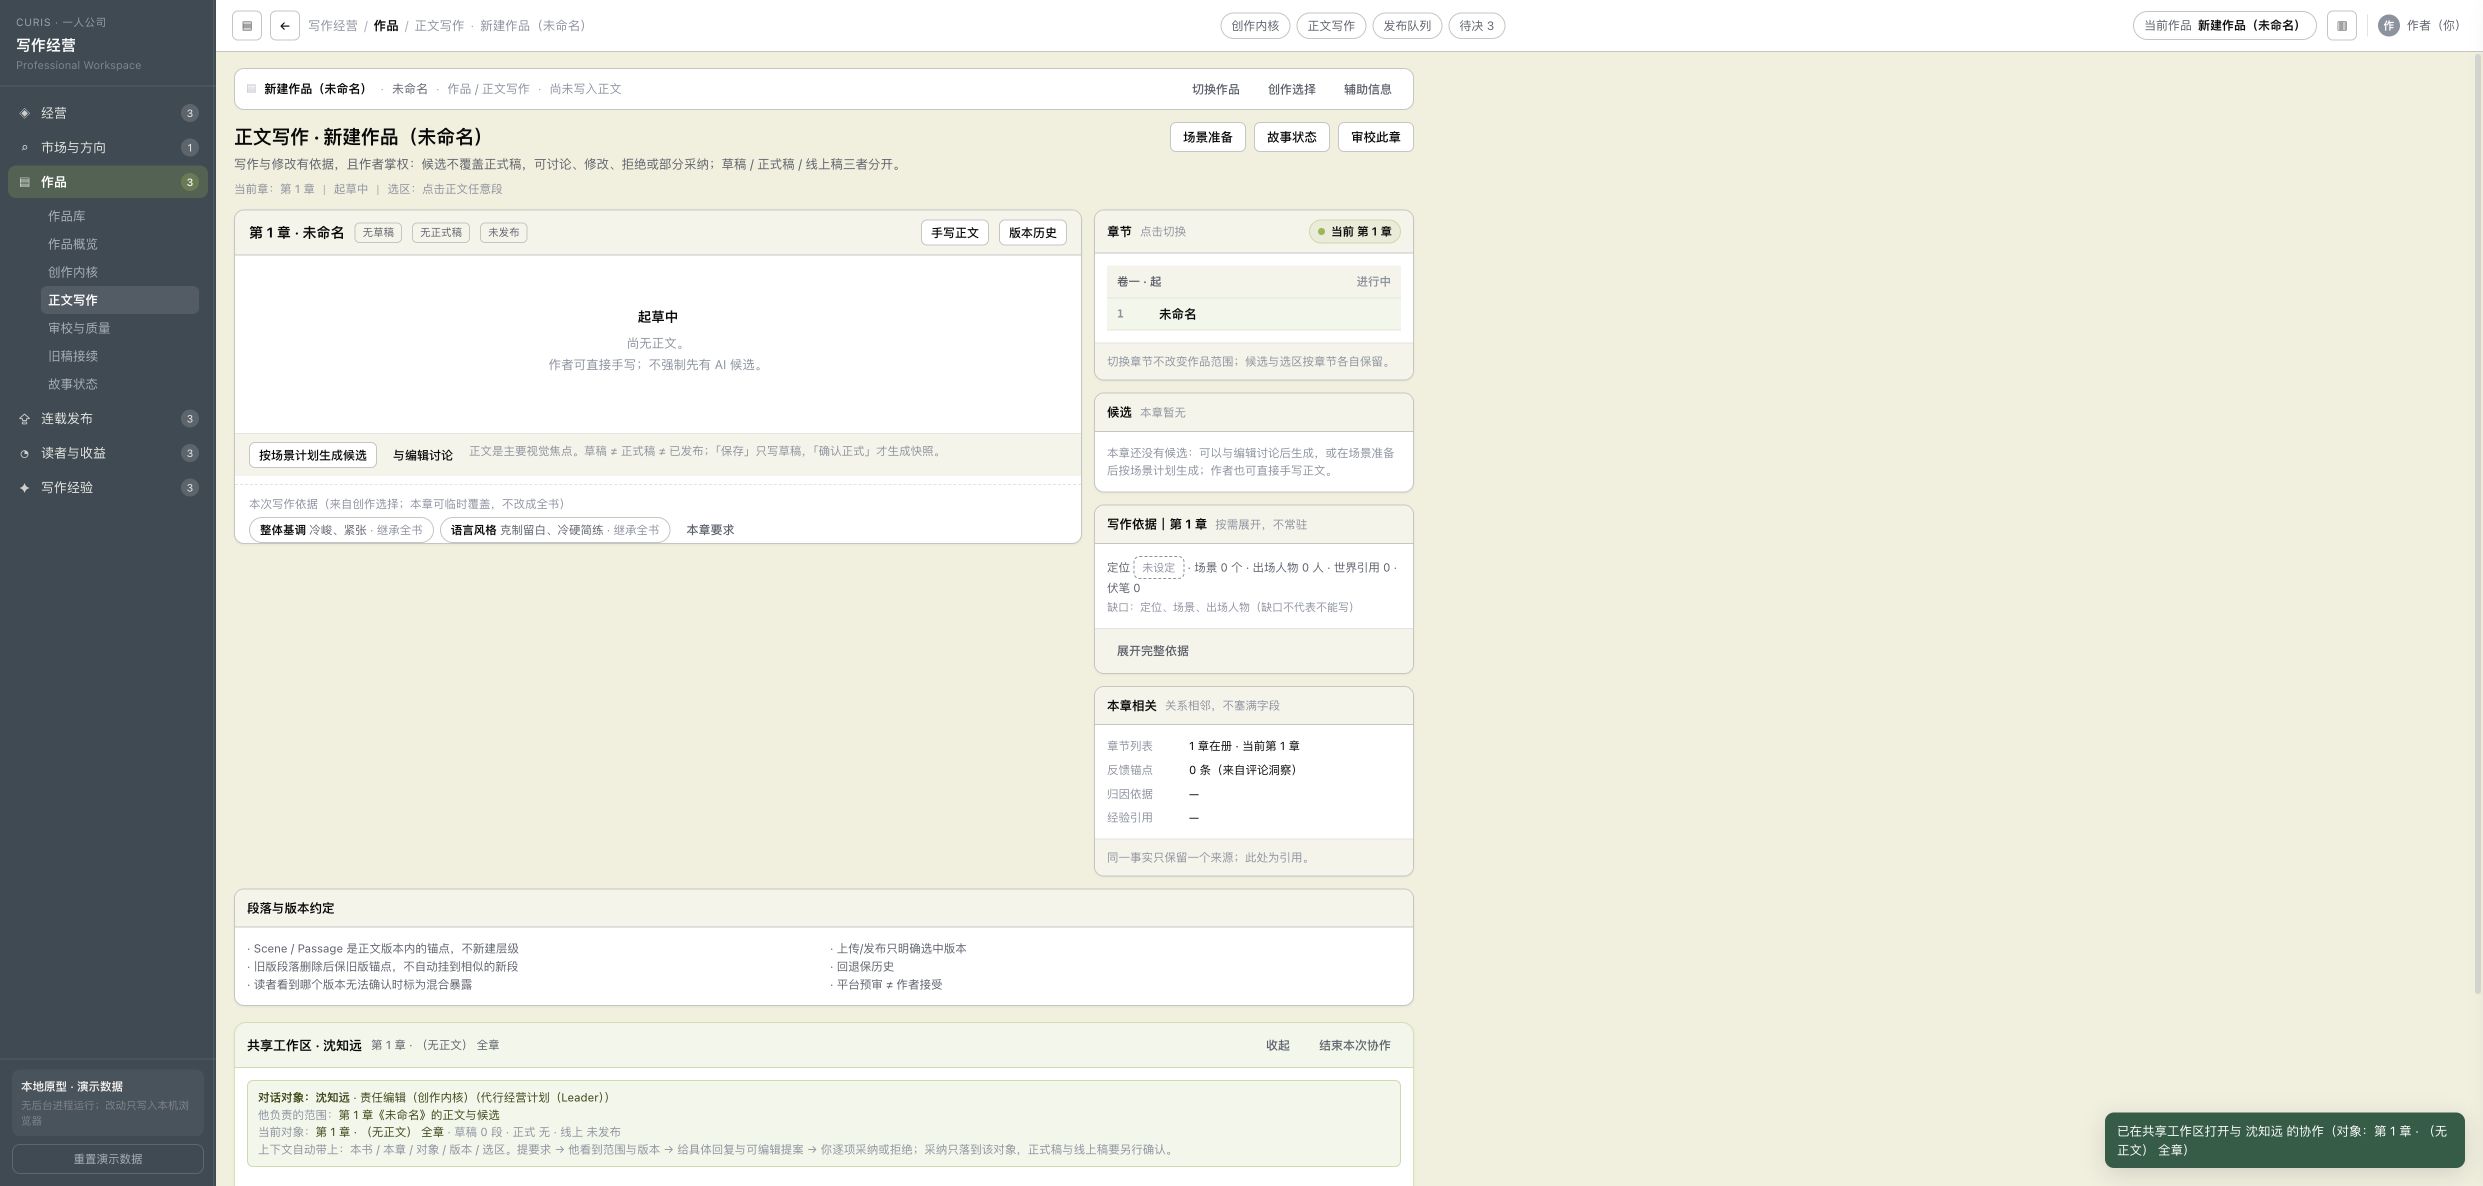 CURIS · 一人公司
写作经营
Professional Workspace
经营 3
市场与方向 1
作品 3
作品库
作品概览
创作内核
正文写作
审校与质量
旧稿接续
故事状态
连载发布 3
读者与收益 3
写作经验 3
本地原型 · 演示数据
无后台进程运行；改动只写入本机浏
览器
重置演示数据
写作经营 / 作品 / 正文写作 · 新建作品（未命名）
创作内核 正文写作 发布队列 待决 3
当前作品 新建作品（未命名）
作 作者（你）
新建作品（未命名） · 未命名 · 作品 / 正文写作 · 尚未写入正文
切换作品 创作选择 辅助信息
正文写作 · 新建作品（未命名）
场景准备 故事状态 审校此章
写作与修改有依据，且作者掌权：候选不覆盖正式稿，可讨论、修改、拒绝或部分采纳；草稿 / 正式稿 / 线上稿三者分开。
当前章：第 1 章 | 起草中 | 选区：点击正文任意段
第 1 章 · 未命名 无草稿 无正式稿 未发布 手写正文 版本历史
起草中
尚无正文。
作者可直接手写；不强制先有 AI 候选。
按场景计划生成候选 与编辑讨论 正文是主要视觉焦点。草稿 ≠ 正式稿 ≠ 已发布；「保存」只写草稿，「确认正式」才生成快照。
本次写作依据（来自创作选择；本章可临时覆盖，不改成全书）
整体基调 冷峻、紧张 · 继承全书 语言风格 克制留白、冷硬简练 · 继承全书 本章要求
章节 点击切换 当前 第 1 章
卷一 · 起 进行中
1 未命名
切换章节不改变作品范围；候选与选区按章节各自保留。
候选 本章暂无
本章还没有候选：可以与编辑讨论后生成，或在场景准备
后按场景计划生成；作者也可直接手写正文。
写作依据｜第 1 章 按需展开，不常驻
定位 未设定 · 场景 0 个 · 出场人物 0 人 · 世界引用 0 ·
伏笔 0
缺口：定位、场景、出场人物（缺口不代表不能写）
展开完整依据
本章相关 关系相邻，不塞满字段
章节列表 1 章在册 · 当前第 1 章
反馈锚点 0 条（来自评论洞察）
归因依据 —
经验引用 —
同一事实只保留一个来源；此处为引用。
段落与版本约定
· Scene / Passage 是正文版本内的锚点，不新建层级
· 旧版段落删除后保旧版锚点，不自动挂到相似的新段
· 读者看到哪个版本无法确认时标为混合暴露
· 上传/发布只明确选中版本
· 回退保历史
· 平台预审 ≠ 作者接受
共享工作区 · 沈知远 第 1 章 · （无正文） 全章 收起 结束本次协作
对话对象：沈知远 · 责任编辑（创作内核）（代行经营计划（Leader））
他负责的范围：第 1 章《未命名》的正文与候选
当前对象：第 1 章 · （无正文） 全章 · 草稿 0 段 · 正式 无 · 线上 未发布
上下文自动带上：本书 / 本章 / 对象 / 版本 / 选区。提要求 → 他看到范围与版本 → 给具体回复与可编辑提案 → 你逐项采纳或拒绝；采纳只落到该对象，正式稿与线上稿要另行确认。
已在共享工作区打开与 沈知远 的协作（对象：第 1 章 · （无
正文） 全章）